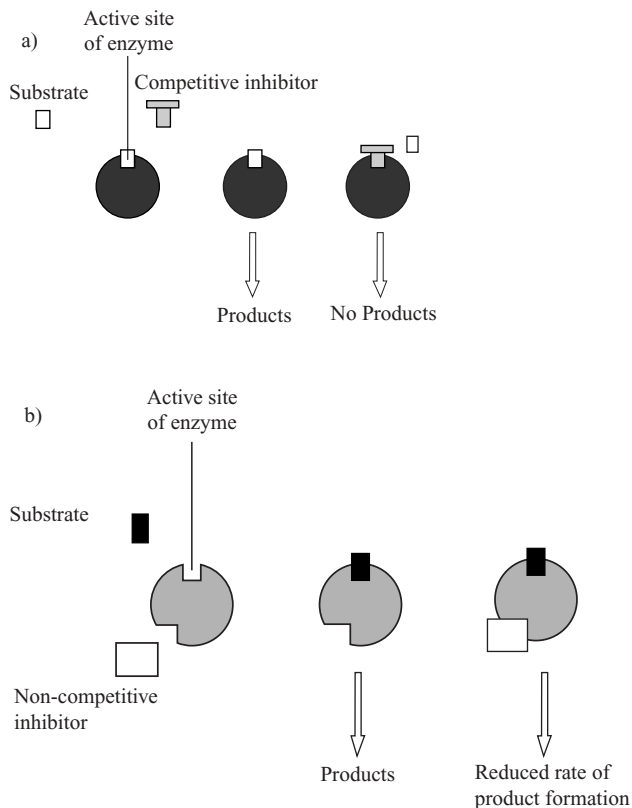 a)
Active site
of enzyme
Substrate
Competitive inhibitor
Products
No Products
b)
Active site
of enzyme
Substrate
Non-competitive
inhibitor
Products
Reduced rate of
product formation